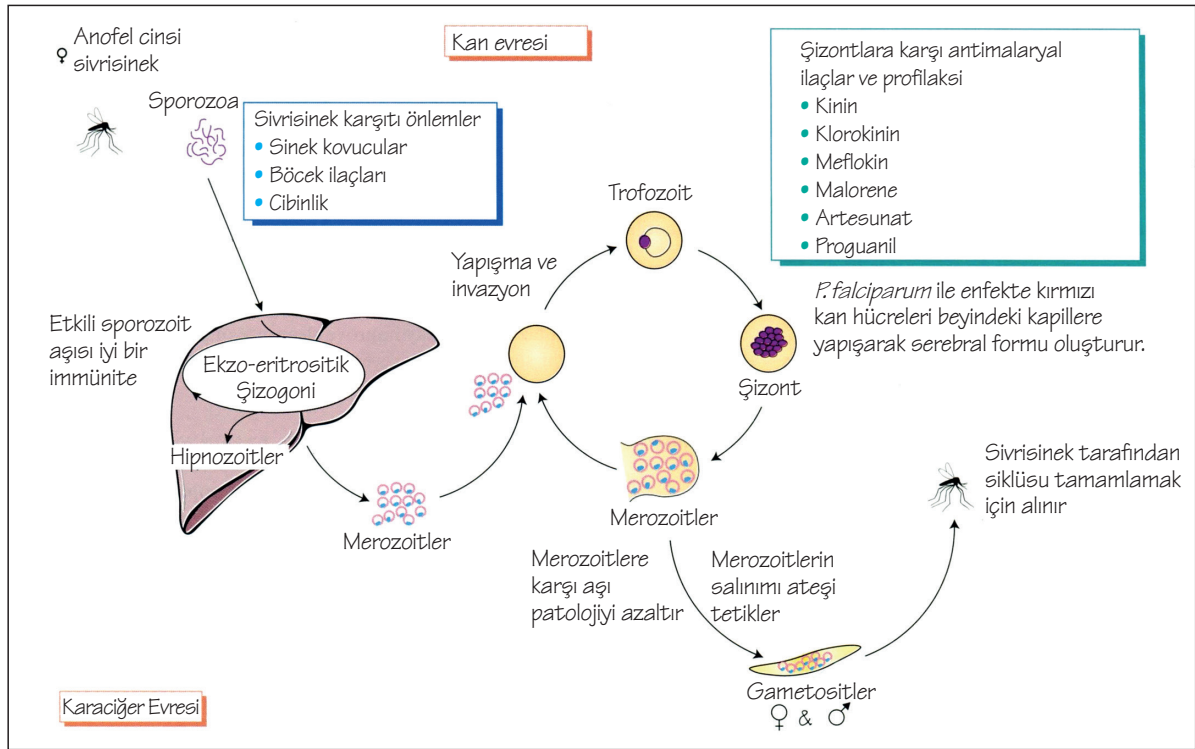 ♀ Anofel cinsi
sivrisinek
Sporozoa
Sivrisinek karşıtı önlemler
• Sinek kovucular
• Böcek ilaçları
• Cibinlik
Kan evresi
Şizontlara karşı antimalaryal
ilaçlar ve profilaksi
• Kinin
• Klorokinin
• Meflokin
• Malorene
• Artesunat
• Proguanil
Trofozoit
Yapışma ve
invazyon
P. falciparum ile enfekte kırmızı
kan hücreleri beyindeki kapillere
yapışarak serebral formu oluşturur.
Etkili sporozoit
aşısı iyi bir
immünite
Ekzo-eritrositik
Şizogoni
Hipnozoitler
Şizont
Merozoitler
Merozoitler
Sivrisinek tarafından
siklüsu tamamlamak
için alınır
Merozoitlere
karşı aşı
patolojiyi azaltır
Merozoitlerin
salınımı ateşi
tetikler
Gametositler
♀ & ♂
Karaciğer Evresi